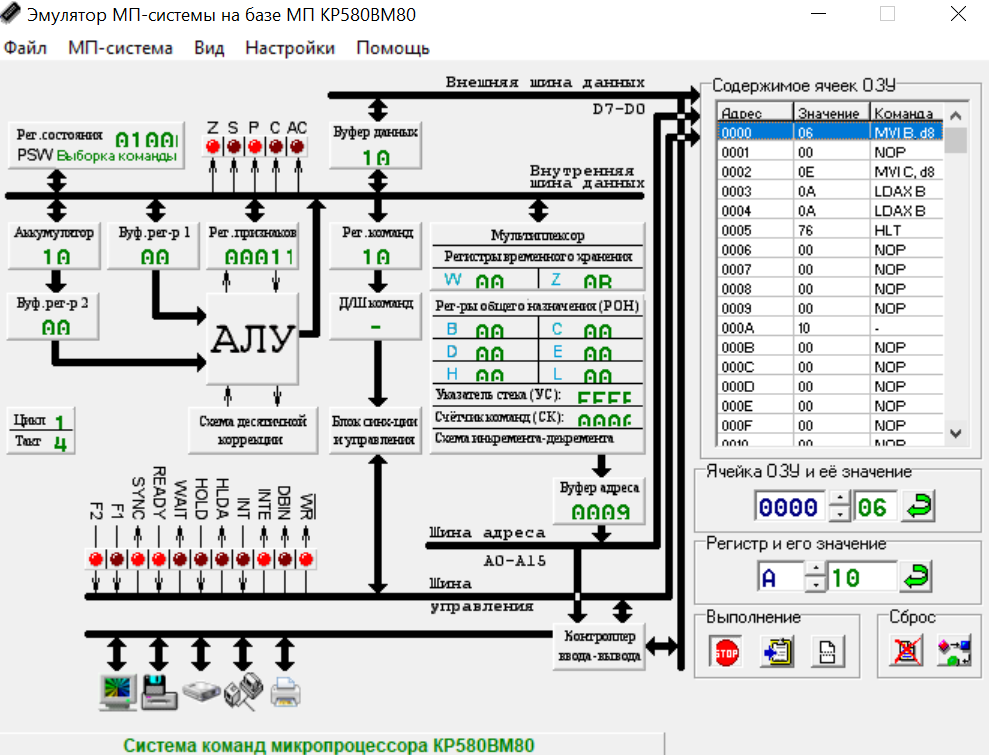 Эмулятор МП-системы на базе МП КР580ВМ80
Файл МП-система Вид Настройки Помощь
Внешняя шина данных
D7-D0
Рег.состояния
PSW Выборка команды
Z S P C AC
Буфер данных
10
Внутренняя
шина данных
Аккумулятор
10
Буф.рег-р 1
00
Рег.признаков
00011
Рег.команд
10
Мультиплексор
Регистры временного хранения
W 00 Z 0B
Буф.рег-р 2
00
АЛУ
Д/Ш команд
-
Рег-ры общего назначения (РОН)
B 00 C 00
D 00 E 00
H 00 L 00
Указатель стека (УС): FFFF
Счётчик команд (СК):
Схема инкремента-декремента
Цикл 1
Такт 4
Схема десятичной
коррекции
Блок синх-ции
и управления
Буфер адреса
0009
F2 F1 SYNC READY WAIT HOLD HLDA INT INTE DBIN WR
Шина адреса
A0-A15
Шина
управления
Контроллер
ввода-вывода
Содержимое ячеек ОЗУ
Адрес Значение Команда
0000 06 MVI B, d8
0001 00 NOP
0002 0E MVI C, d8
0003 0A LDAX B
0004 0A LDAX B
0005 76 HLT
0006 00 NOP
0007 00 NOP
0008 00 NOP
0009 00 NOP
000A 10 -
000B 00 NOP
000C 00 NOP
000D 00 NOP
000E 00 NOP
000F 00 NOP
0010 00 NOP
Ячейка ОЗУ и её значение
0000 06
Регистр и его значение
A 10
Выполнение
STOP
Сброс
Система команд микропроцессора КР580ВМ80